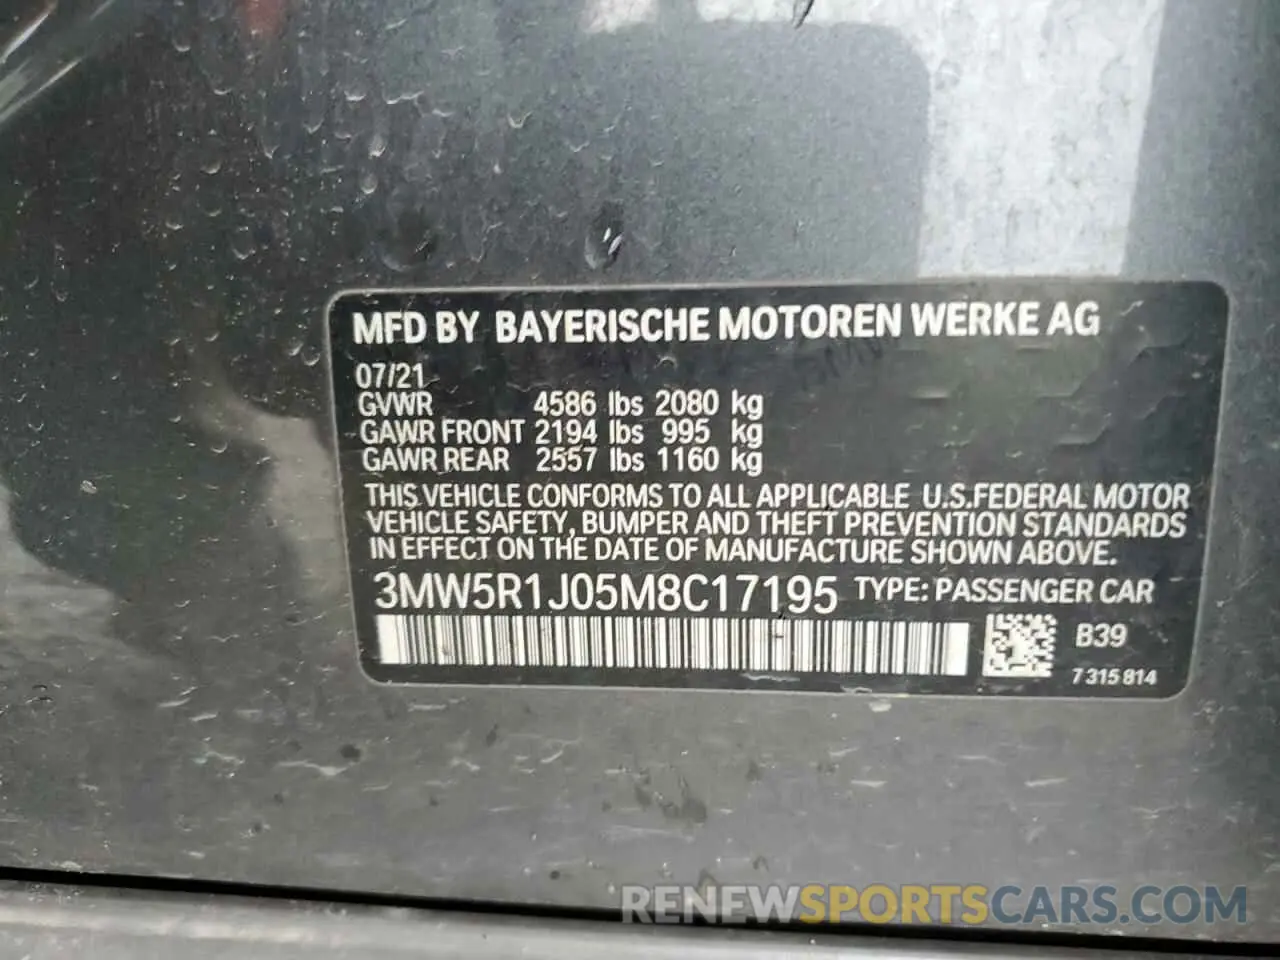 MFD BY BAYERISCHE MOTOREN WERKE AG
07/21
GVWR 4586 lbs 2080 kg
GAWR FRONT 2194 lbs 995 kg
GAWR REAR 2557 lbs 1160 kg
THIS VEHICLE CONFORMS TO ALL APPLICABLE U.S.FEDERAL MOTOR
VEHICLE SAFETY, BUMPER AND THEFT PREVENTION STANDARDS
IN EFFECT ON THE DATE OF MANUFACTURE SHOWN ABOVE.
3MW5R1J05M8C17195 TYPE: PASSENGER CAR
B39
7 315 814
RENEWSPORTSCARS.COM